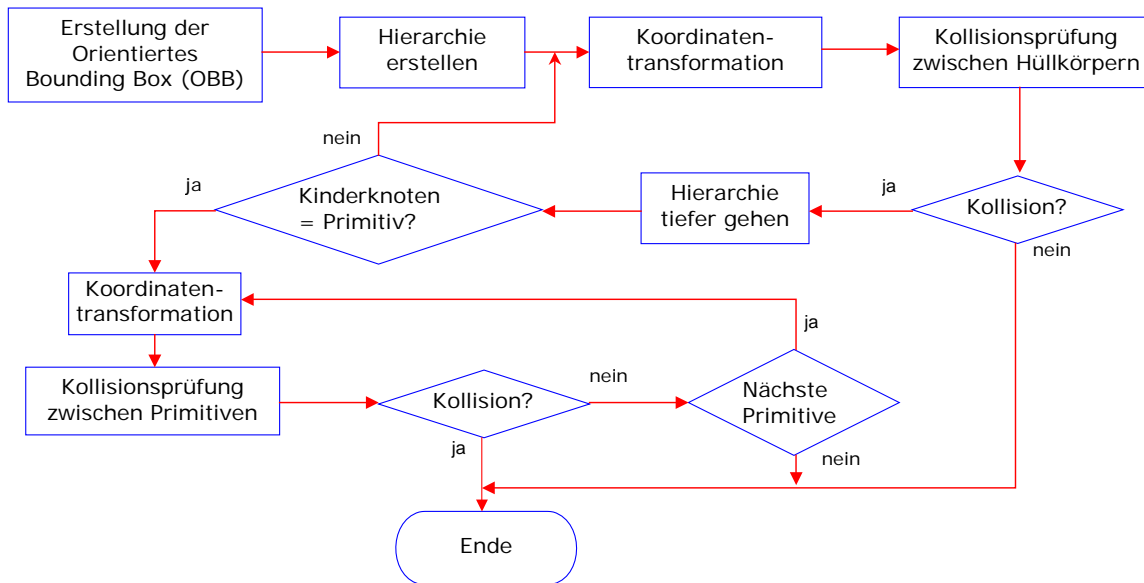 Erstellung der
Orientiertes
Bounding Box (OBB)
Hierarchie
erstellen
Koordinaten-
transformation
Kollisionsprüfung
zwischen Hüllkörpern
nein
ja
Kinderknoten
= Primitiv?
Hierarchie
tiefer gehen
ja
Kollision?
nein
Koordinaten-
transformation
ja
Kollisionsprüfung
zwischen Primitiven
Kollision?
nein
Nächste
Primitive
ja
nein
Ende